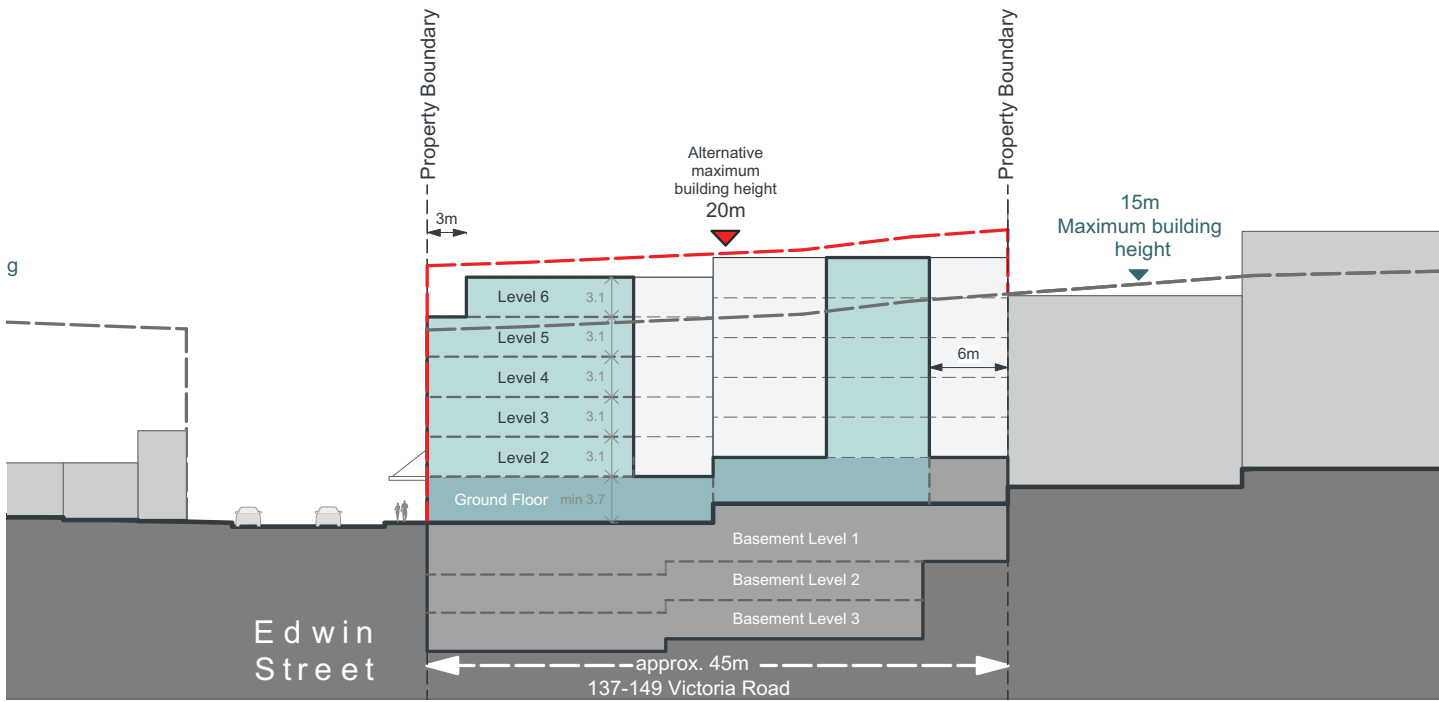 Property Boundary
Property Boundary
Alternative
maximum
building height
20m
3m
15m
Maximum building
height
g
Level 6
3.1
Level 5
3.1
6m
Level 4
3.1
Level 3
3.1
Level 2
3.1
Ground Floor
min 3.7
Basement Level 1
Basement Level 2
Basement Level 3
Edwin
Street
approx. 45m
137-149 Victoria Road